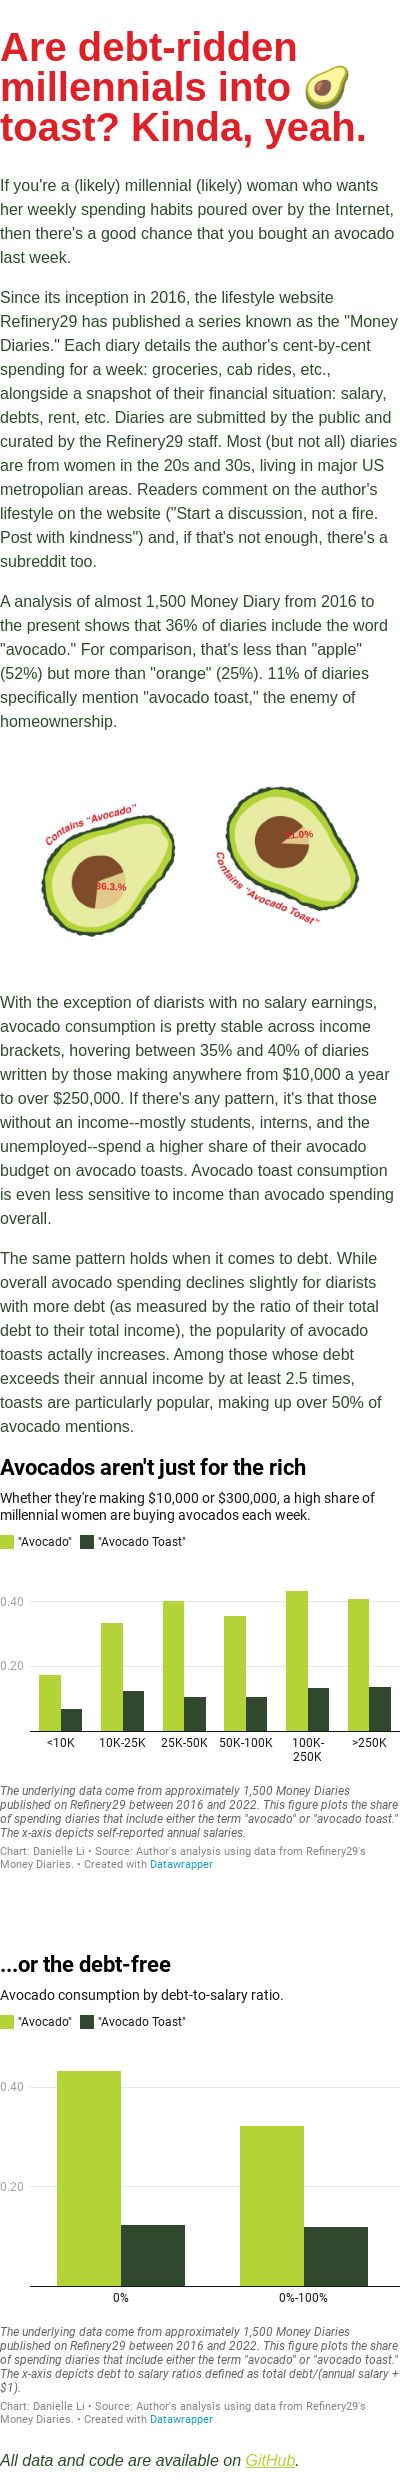 Are debt-ridden
millennials into 🥑
toast? Kinda, yeah.
If you're a (likely) millennial (likely) woman who wants
her weekly spending habits poured over by the Internet,
then there's a good chance that you bought an avocado
last week.
Since its inception in 2016, the lifestyle website
Refinery29 has published a series known as the "Money
Diaries." Each diary details the author's cent-by-cent
spending for a week: groceries, cab rides, etc.,
alongside a snapshot of their financial situation: salary,
debts, rent, etc. Diaries are submitted by the public and
curated by the Refinery29 staff. Most (but not all) diaries
are from women in the 20s and 30s, living in major US
metropolian areas. Readers comment on the author's
lifestyle on the website ("Start a discussion, not a fire.
Post with kindness") and, if that's not enough, there's a
subreddit too.
A analysis of almost 1,500 Money Diary from 2016 to
the present shows that 36% of diaries include the word
"avocado." For comparison, that's less than "apple"
(52%) but more than "orange" (25%). 11% of diaries
specifically mention "avocado toast," the enemy of
homeownership.
Contains "Avocado"
36.3.%
11.0%
Contains "Avocado Toast"
With the exception of diarists with no salary earnings,
avocado consumption is pretty stable across income
brackets, hovering between 35% and 40% of diaries
written by those making anywhere from $10,000 a year
to over $250,000. If there's any pattern, it's that those
without an income--mostly students, interns, and the
unemployed--spend a higher share of their avocado
budget on avocado toasts. Avocado toast consumption
is even less sensitive to income than avocado spending
overall.
The same pattern holds when it comes to debt. While
overall avocado spending declines slightly for diarists
with more debt (as measured by the ratio of their total
debt to their total income), the popularity of avocado
toasts actally increases. Among those whose debt
exceeds their annual income by at least 2.5 times,
toasts are particularly popular, making up over 50% of
avocado mentions.
Avocados aren't just for the rich
Whether they're making $10,000 or $300,000, a high share of
millennial women are buying avocados each week.
"Avocado" "Avocado Toast"
0.40
0.20
<10K 10K-25K 25K-50K 50K-100K 100K- >250K
250K
The underlying data come from approximately 1,500 Money Diaries
published on Refinery29 between 2016 and 2022. This figure plots the share
of spending diaries that include either the term "avocado" or "avocado toast."
The x-axis depicts self-reported annual salaries.
Chart: Danielle Li • Source: Author's analysis using data from Refinery29's
Money Diaries. • Created with Datawrapper
...or the debt-free
Avocado consumption by debt-to-salary ratio.
"Avocado" "Avocado Toast"
0.40
0.20
0% 0%-100%
The underlying data come from approximately 1,500 Money Diaries
published on Refinery29 between 2016 and 2022. This figure plots the share
of spending diaries that include either the term "avocado" or "avocado toast."
The x-axis depicts debt to salary ratios defined as total debt/(annual salary +
$1).
Chart: Danielle Li • Source: Author's analysis using data from Refinery29's
Money Diaries. • Created with Datawrapper
All data and code are available on GitHub.